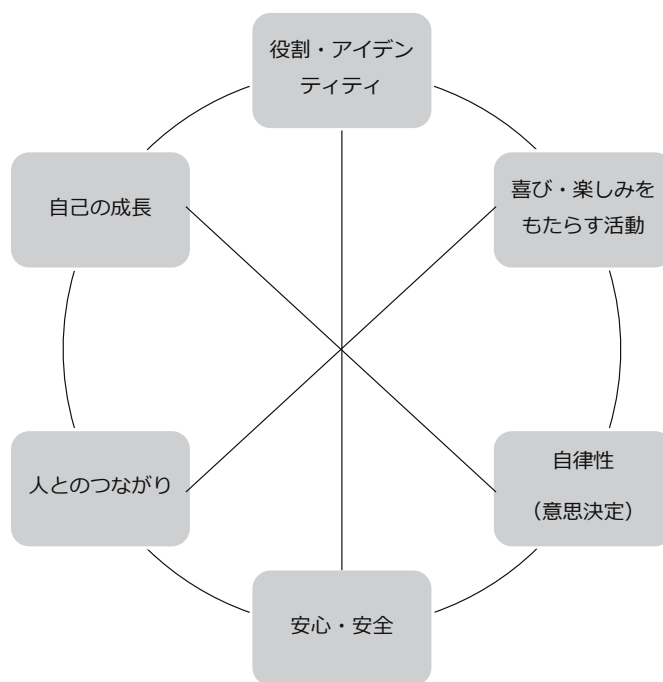 役割・アイデン
ティティ
喜び・楽しみを
もたらす活動
自律性
（意思決定）
安心・安全
人とのつながり
自己の成長